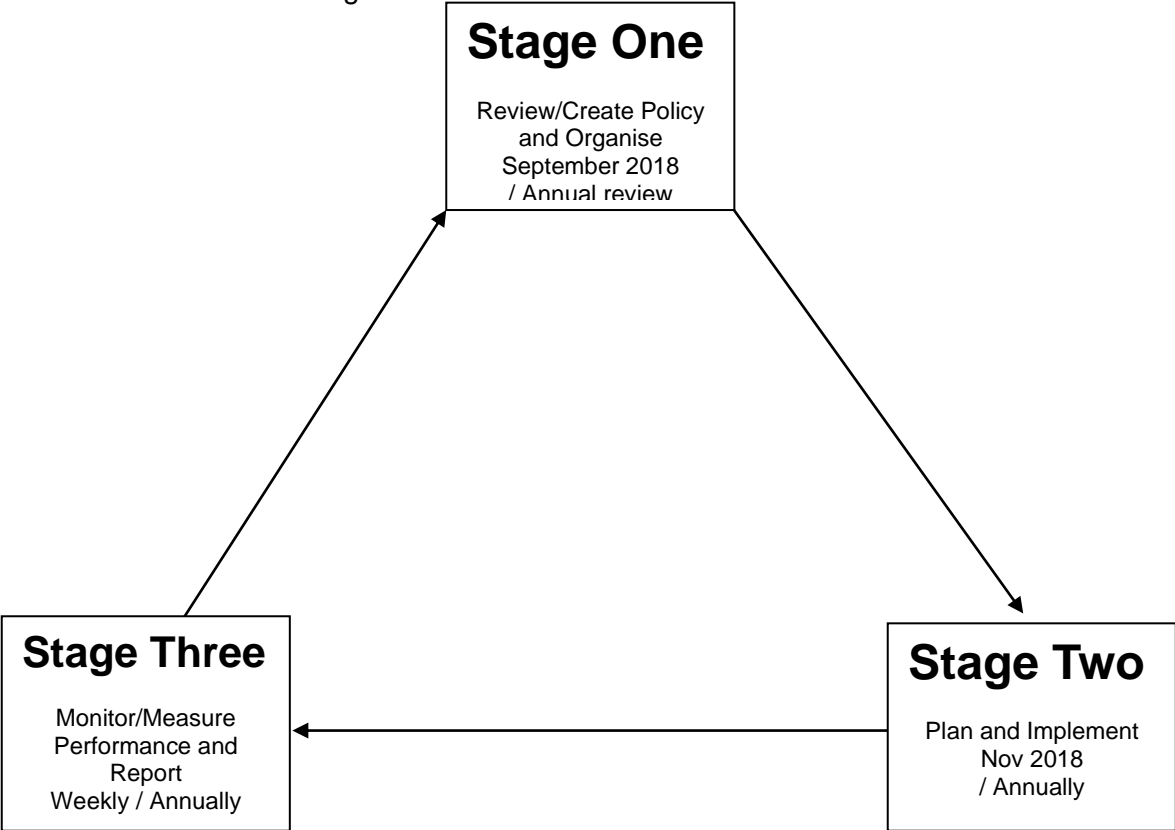 Stage One
Review/Create Policy
and Organise
September 2018
/ Annual review
Stage Three
Monitor/Measure
Performance and
Report
Weekly / Annually
Stage Two
Plan and Implement
Nov 2018
/ Annually